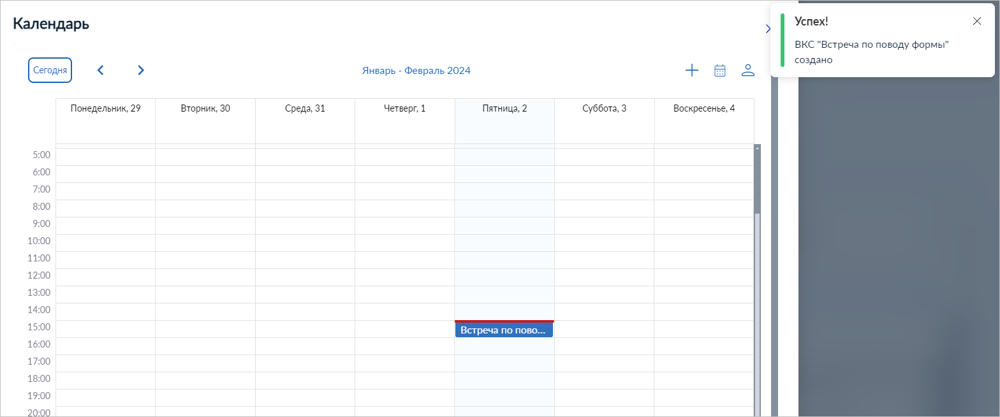 Календарь
Успех!
ВКС "Встреча по поводу формы"
создано
Сегодня
Январь - Февраль 2024
Понедельник, 29
Вторник, 30
Среда, 31
Четверг, 1
Пятница, 2
Суббота, 3
Воскресенье, 4
5:00
6:00
7:00
8:00
9:00
10:00
11:00
12:00
13:00
14:00
15:00
Встреча по пово...
16:00
17:00
18:00
19:00
20:00